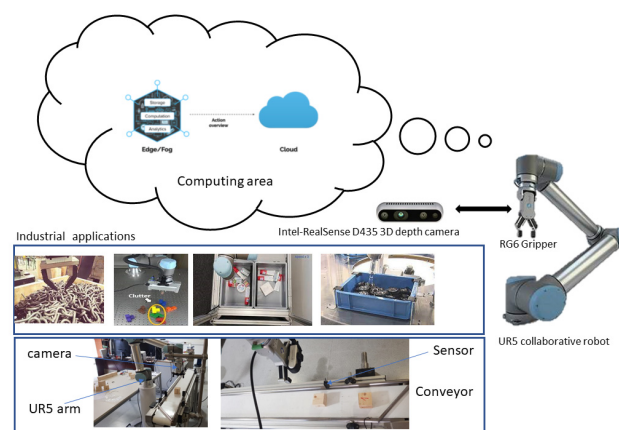 Storage
Computation
Analytics
Action
overview
Edge/Fog
Cloud
Computing area
Intel-RealSense D435 3D depth camera
RG6 Gripper
UR5 collaborative robot
Industrial applications
Clutter
camera
UR5 arm
Sensor
Conveyor